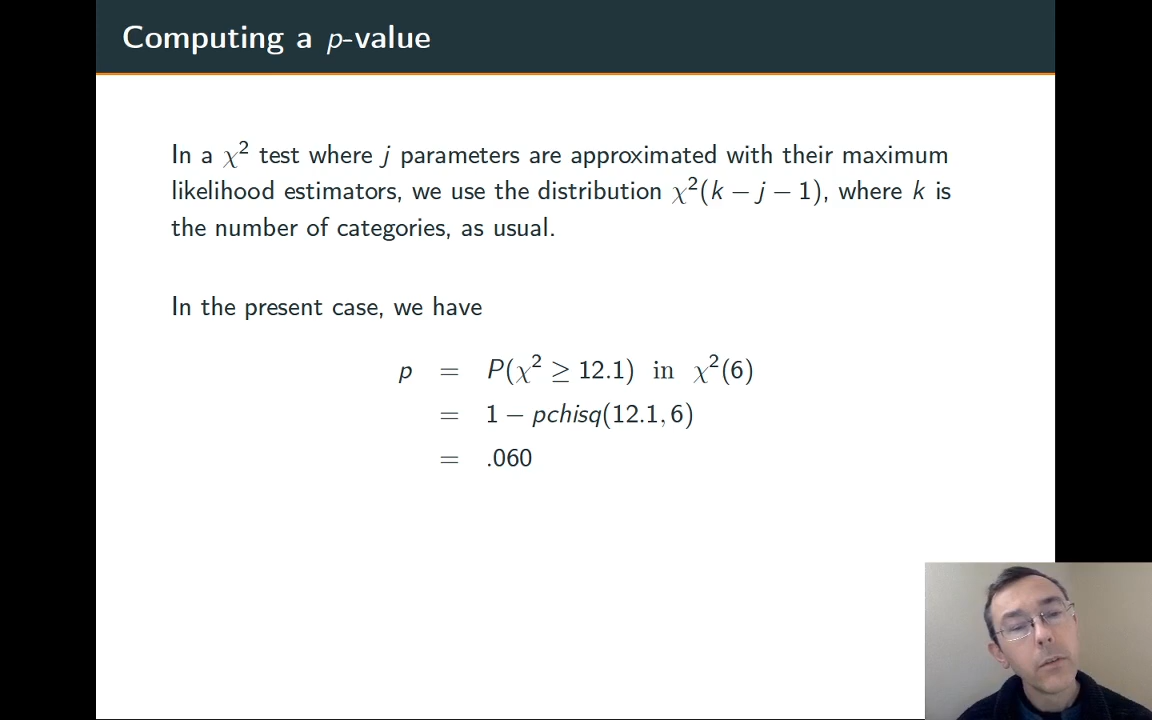 Computing a p-value
In a χ² test where j parameters are approximated with their maximum
likelihood estimators, we use the distribution χ²(k − j − 1), where k is
the number of categories, as usual.
In the present case, we have
p = P(χ² ≥ 12.1) in χ²(6)
= 1 − pchisq(12.1, 6)
= .060